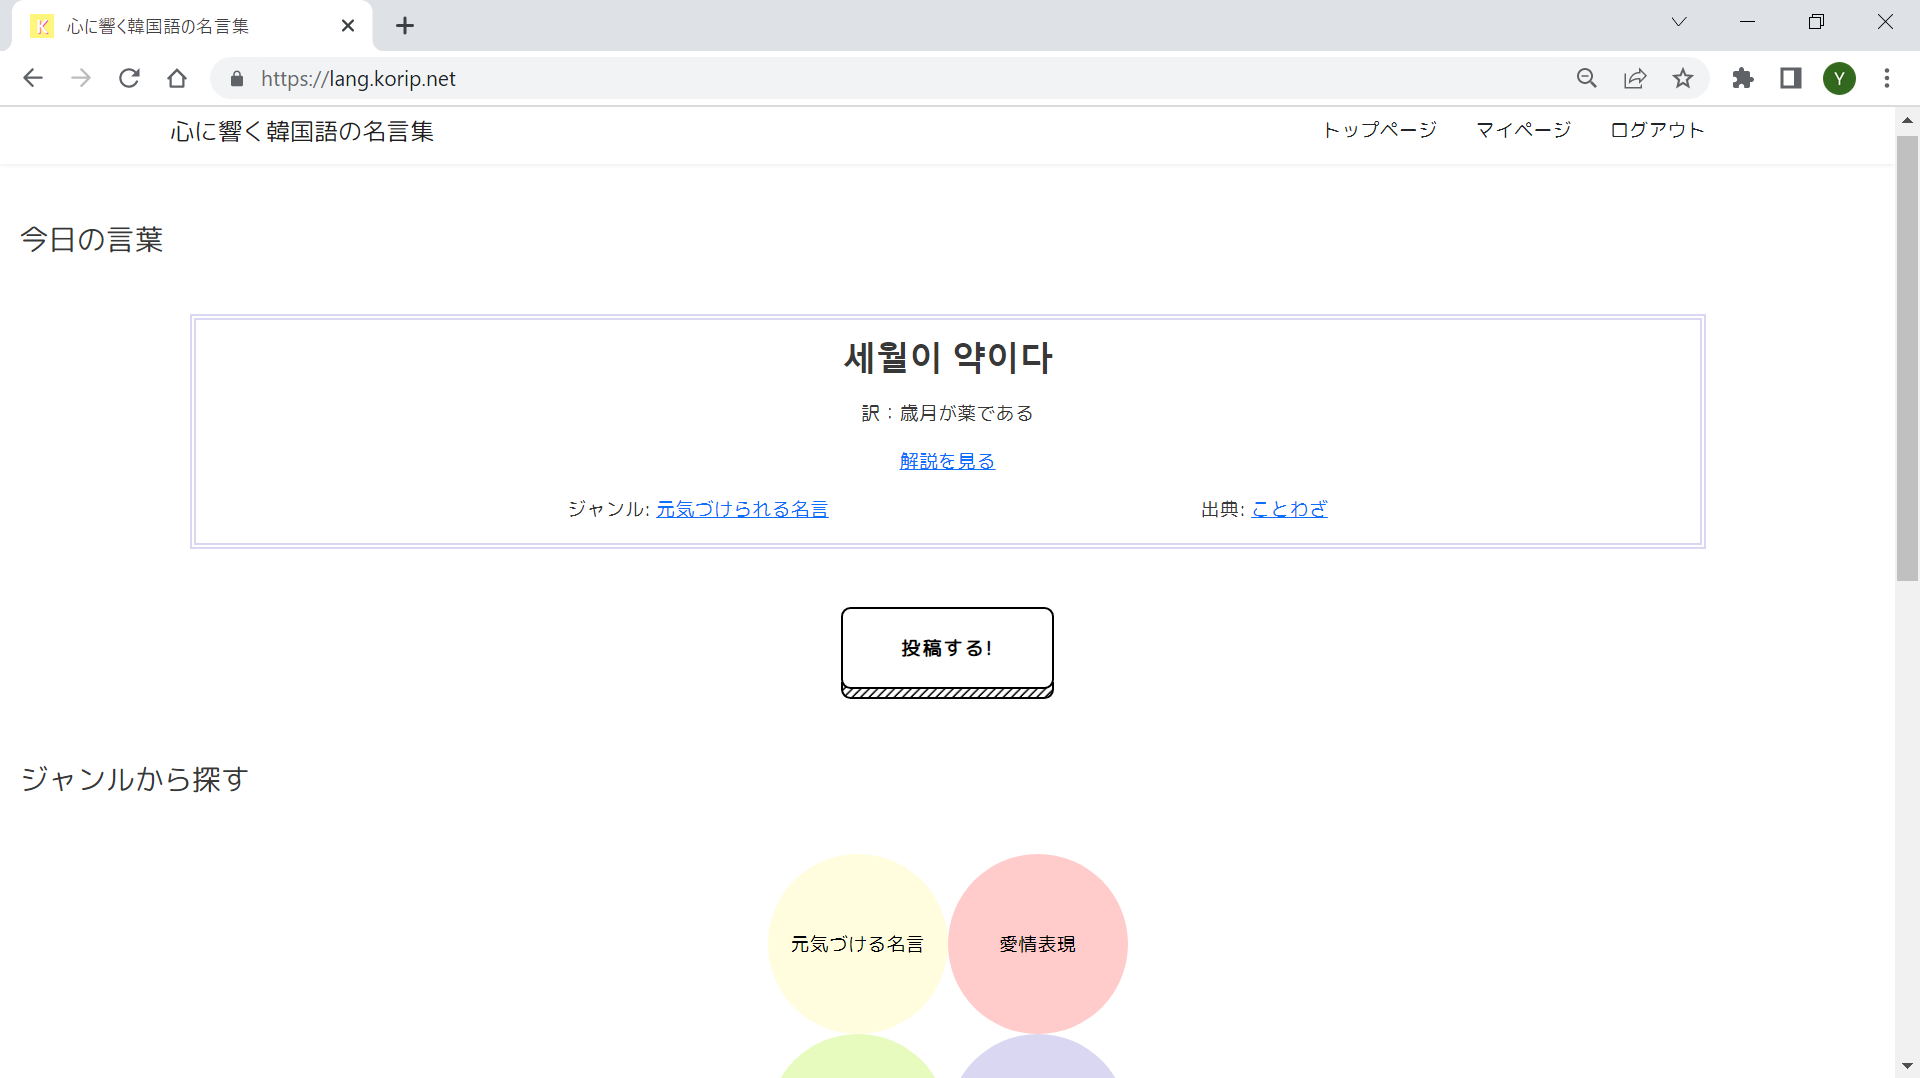 心に響く韓国語の名言集
https://lang.korip.net
Y
心に響く韓国語の名言集
トップページ マイページ ログアウト
今日の言葉
세월이 약이다
訳：歳月が薬である
解説を見る
ジャンル: 元気づけられる名言
出典: ことわざ
投稿する!
ジャンルから探す
元気づける名言
愛情表現